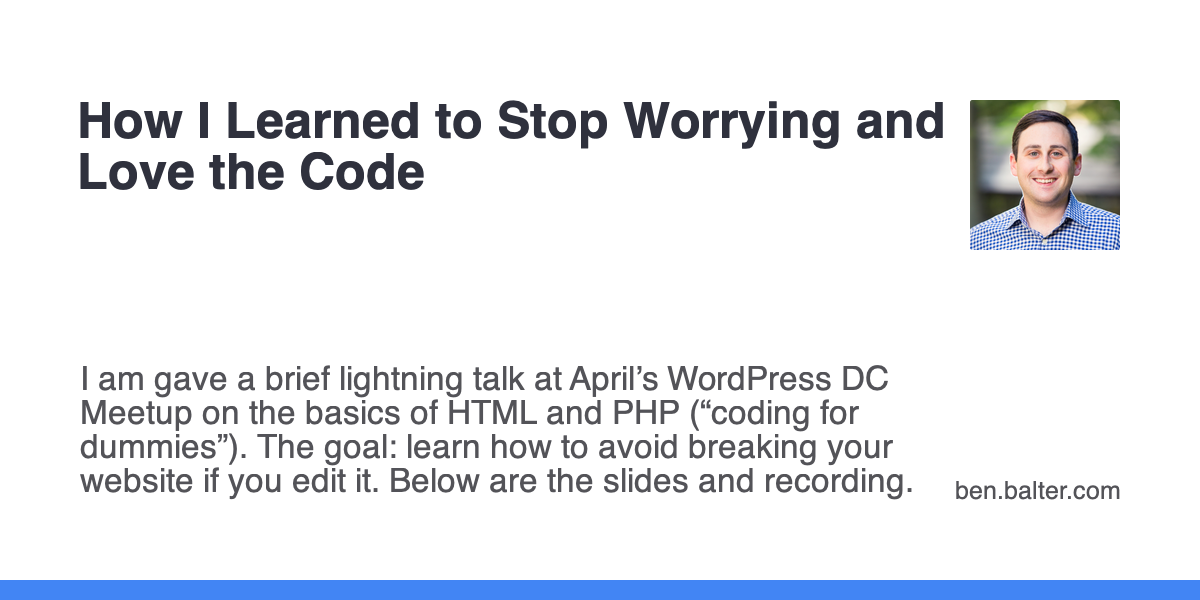 How I Learned to Stop Worrying and
Love the Code
I am gave a brief lightning talk at April’s WordPress DC
Meetup on the basics of HTML and PHP (“coding for
dummies”). The goal: learn how to avoid breaking your
website if you edit it. Below are the slides and recording.
ben.balter.com